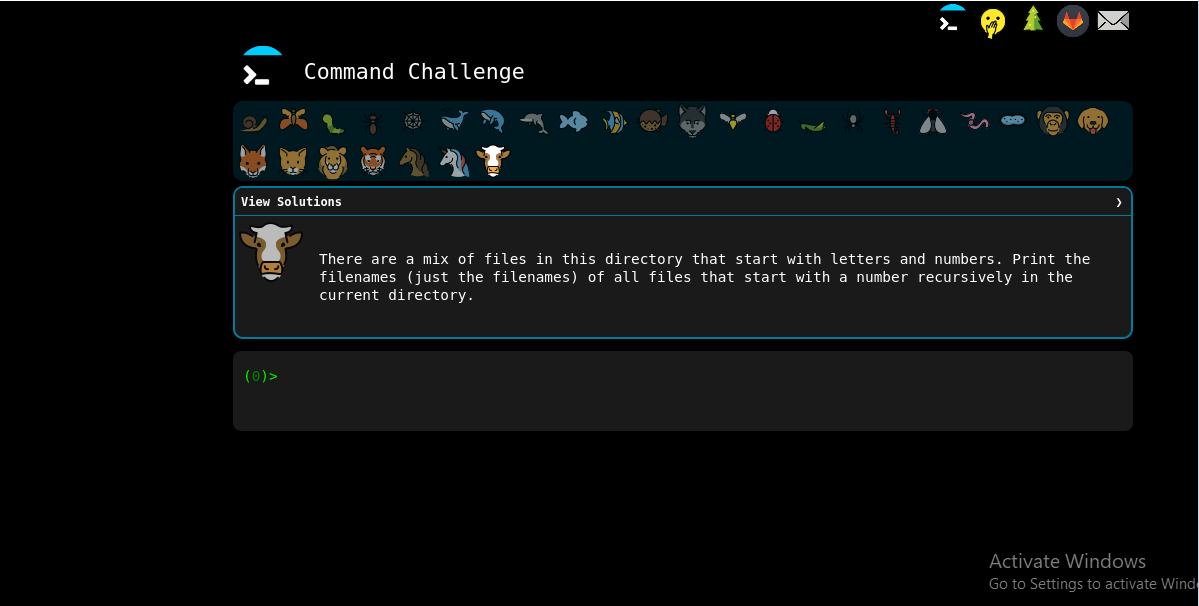 Command Challenge
View Solutions ❯
There are a mix of files in this directory that start with letters and numbers. Print the
filenames (just the filenames) of all files that start with a number recursively in the
current directory.
(0)>
Activate Windows
Go to Settings to activate Wind